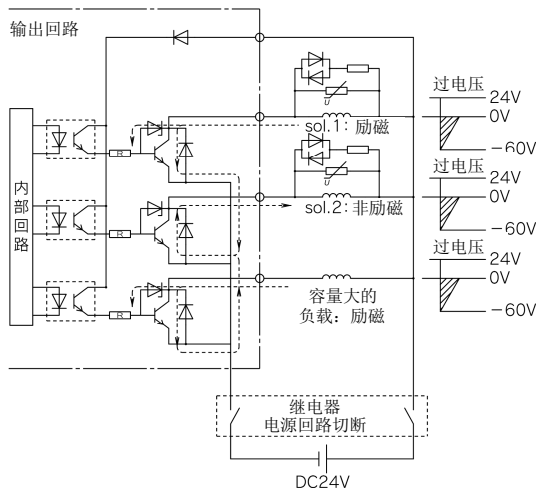 输出回路
过电压
24V
0V
−60V
U
sol.1：励磁
R
内部回路
过电压
24V
0V
−60V
U
sol.2：非励磁
R
过电压
24V
0V
−60V
容量大的
负载：励磁
R
继电器
电源回路切断
DC24V